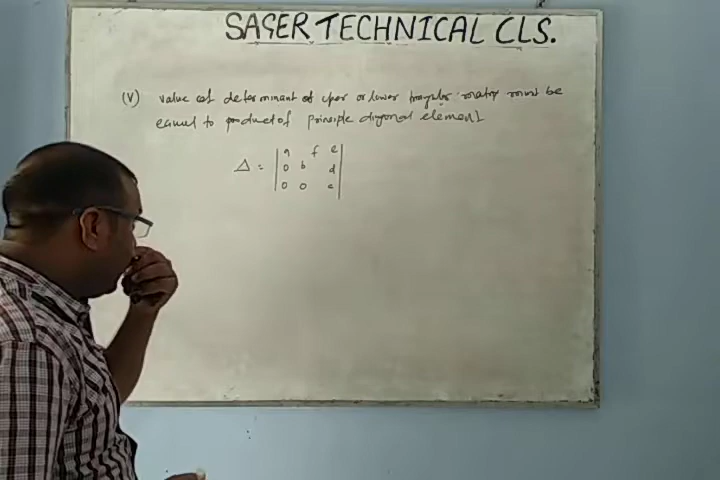 SAGER TECHNICAL CLS.
(V) value of determinant of uper or lower trangular matrix must be
equal to product of principle diagonal element
Δ = | a f e |
| 0 b d |
| 0 0 c |